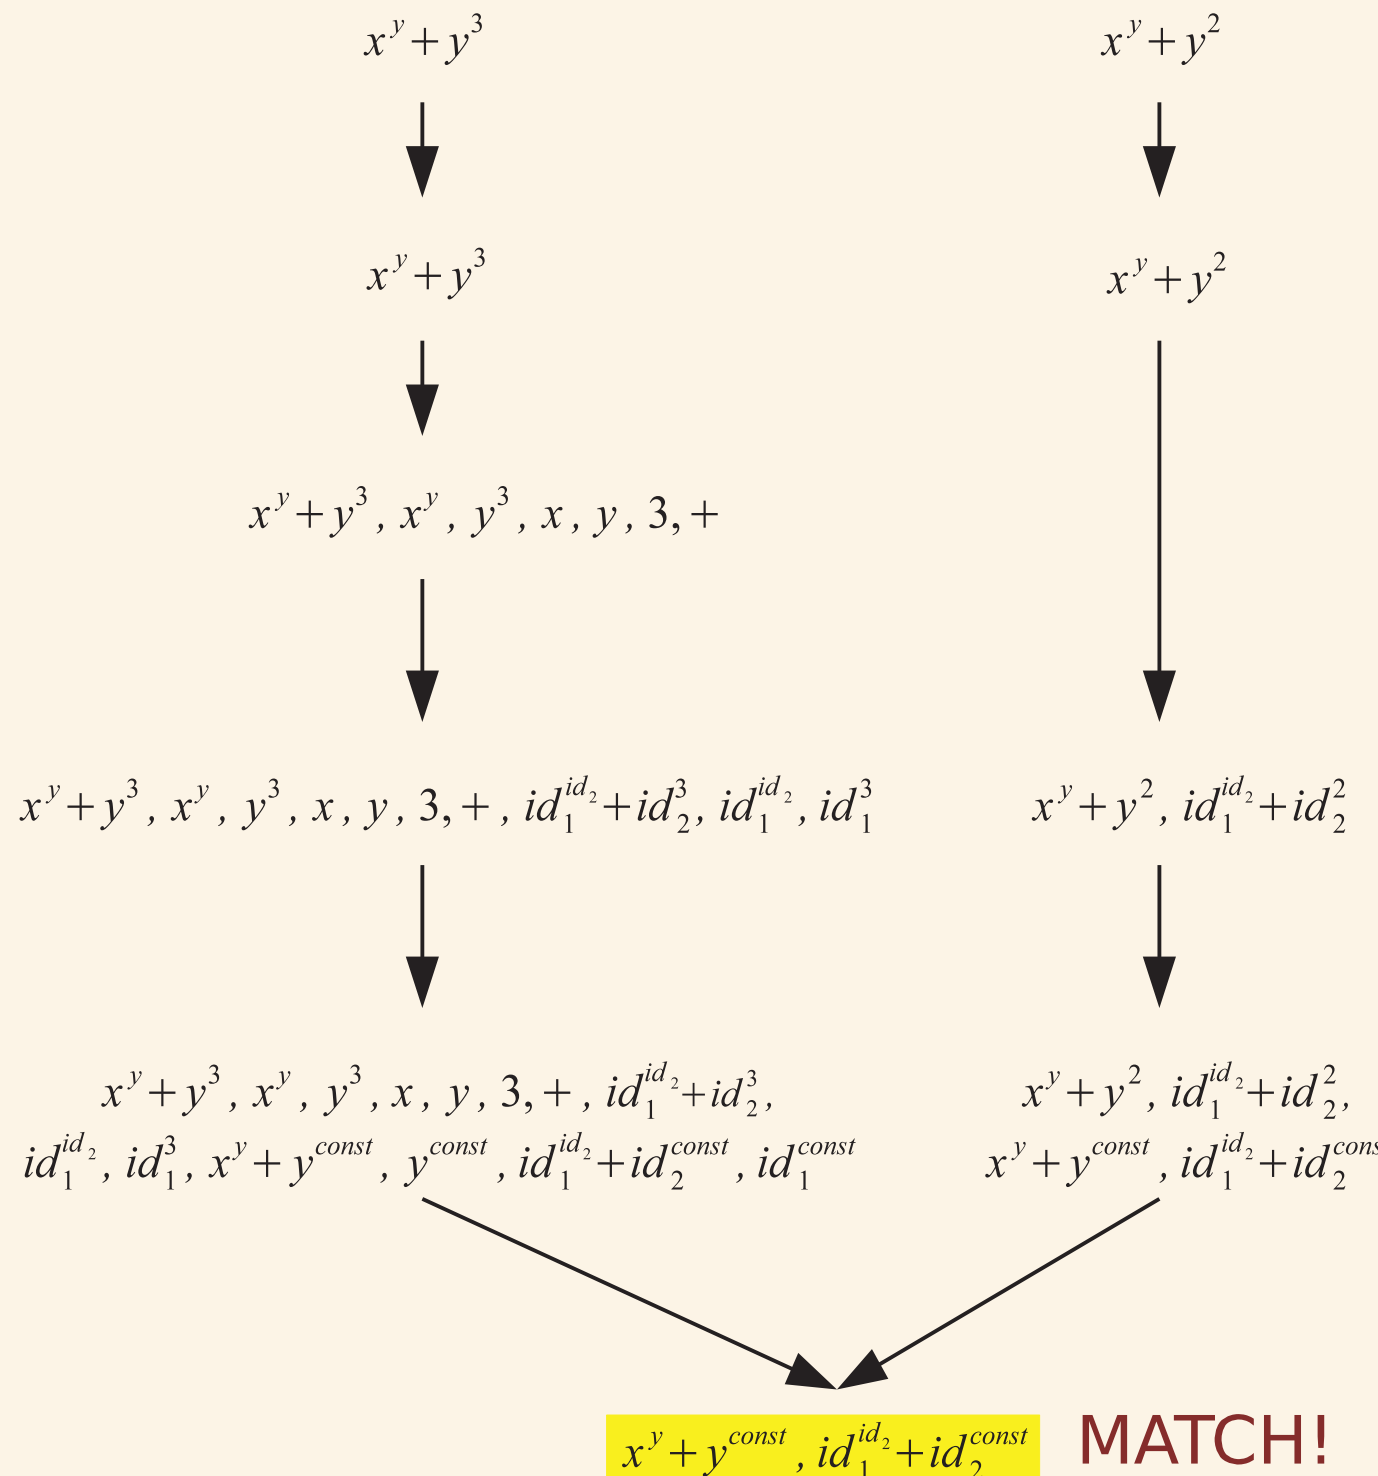 x^y + y^3
x^y + y^2
x^y + y^3
x^y + y^2
x^y + y^3, x^y, y^3, x, y, 3, +
x^y + y^3, x^y, y^3, x, y, 3, +, id_1^{id_2} + id_2^3, id_1^{id_2}, id_1^3
x^y + y^2, id_1^{id_2} + id_2^2
x^y + y^3, x^y, y^3, x, y, 3, +, id_1^{id_2} + id_2^3,
id_1^{id_2}, id_1^3, x^y + y^{const}, y^{const}, id_1^{id_2} + id_2^{const}, id_1^{const}
x^y + y^2, id_1^{id_2} + id_2^2,
x^y + y^{const}, id_1^{id_2} + id_2^{cons
x^y + y^{const}, id_1^{id_2} + id_2^{const}
MATCH!